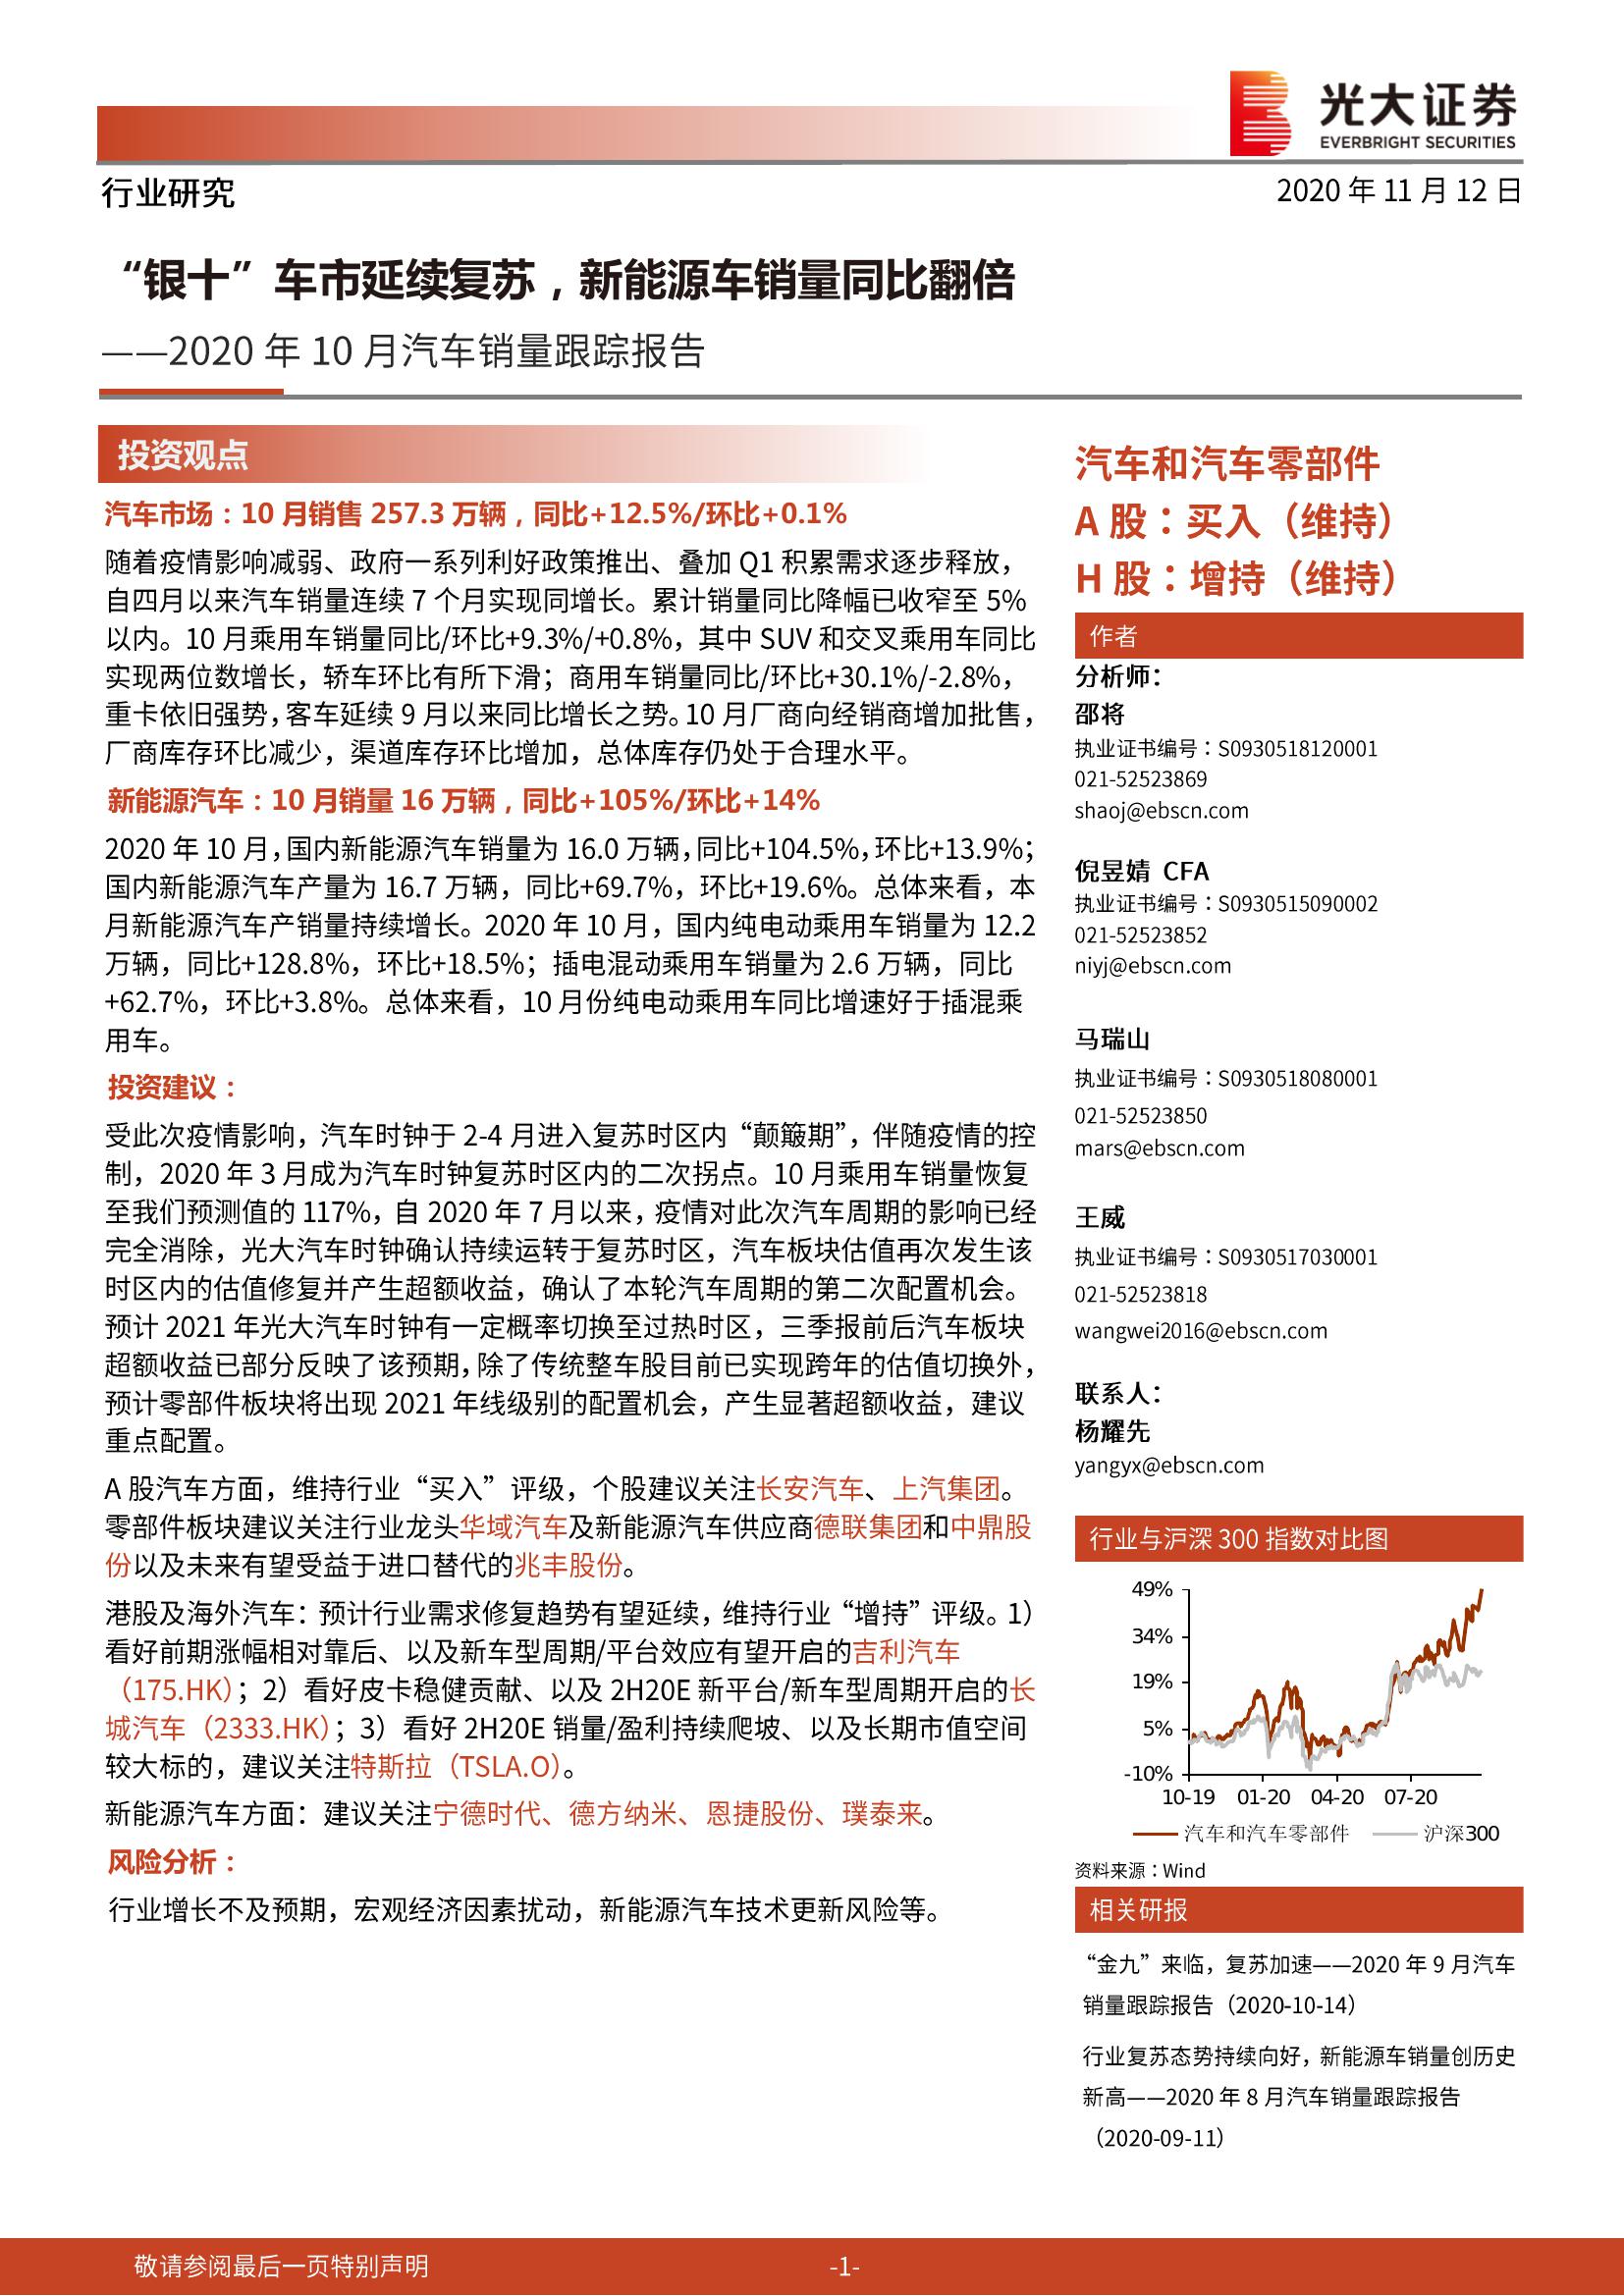 光大证券
EVERBRIGHT SECURITIES
行业研究
2020 年 11 月 12 日
“银十”车市延续复苏，新能源车销量同比翻倍
——2020 年 10 月汽车销量跟踪报告
投资观点
汽车市场：10 月销售 257.3 万辆，同比+12.5%/环比+0.1%
随着疫情影响减弱、政府一系列利好政策推出、叠加 Q1 积累需求逐步释放，
自四月以来汽车销量连续 7 个月实现同增长。累计销量同比降幅已收窄至 5%
以内。10 月乘用车销量同比/环比+9.3%/+0.8%，其中 SUV 和交叉乘用车同比
实现两位数增长，轿车环比有所下滑；商用车销量同比/环比+30.1%/-2.8%，
重卡依旧强势，客车延续 9 月以来同比增长之势。10 月厂商向经销商增加批售，
厂商库存环比减少，渠道库存环比增加，总体库存仍处于合理水平。
新能源汽车：10 月销量 16 万辆，同比+105%/环比+14%
2020 年 10 月，国内新能源汽车销量为 16.0 万辆，同比+104.5%，环比+13.9%；
国内新能源汽车产量为 16.7 万辆，同比+69.7%，环比+19.6%。总体来看，本
月新能源汽车产销量持续增长。2020 年 10 月，国内纯电动乘用车销量为 12.2
万辆，同比+128.8%，环比+18.5%；插电混动乘用车销量为 2.6 万辆，同比
+62.7%，环比+3.8%。总体来看，10 月份纯电动乘用车同比增速好于插混乘
用车。
投资建议：
受此次疫情影响，汽车时钟于 2-4 月进入复苏时区内“颠簸期”，伴随疫情的控
制，2020 年 3 月成为汽车时钟复苏时区内的二次拐点。10 月乘用车销量恢复
至我们预测值的 117%，自 2020 年 7 月以来，疫情对此次汽车周期的影响已经
完全消除，光大汽车时钟确认持续运转于复苏时区，汽车板块估值再次发生该
时区内的估值修复并产生超额收益，确认了本轮汽车周期的第二次配置机会。
预计 2021 年光大汽车时钟有一定概率切换至过热时区，三季报前后汽车板块
超额收益已部分反映了该预期，除了传统整车股目前已实现跨年的估值切换外，
预计零部件板块将出现 2021 年线级别的配置机会，产生显著超额收益，建议
重点配置。
A 股汽车方面，维持行业“买入”评级，个股建议关注长安汽车、上汽集团。
零部件板块建议关注行业龙头华域汽车及新能源汽车供应商德联集团和中鼎股
份以及未来有望受益于进口替代的兆丰股份。
港股及海外汽车：预计行业需求修复趋势有望延续，维持行业“增持”评级。1）
看好前期涨幅相对靠后、以及新车型周期/平台效应有望开启的吉利汽车
（175.HK）；2）看好皮卡稳健贡献、以及 2H20E 新平台/新车型周期开启的长
城汽车（2333.HK）；3）看好 2H20E 销量/盈利持续爬坡、以及长期市值空间
较大标的，建议关注特斯拉（TSLA.O）。
新能源汽车方面：建议关注宁德时代、德方纳米、恩捷股份、璞泰来。
风险分析：
行业增长不及预期，宏观经济因素扰动，新能源汽车技术更新风险等。
汽车和汽车零部件
A 股：买入（维持）
H 股：增持（维持）
作者
分析师：
邵将
执业证书编号：S0930518120001
021-52523869
shaoj@ebscn.com
倪昱婧 CFA
执业证书编号：S0930515090002
021-52523852
niyj@ebscn.com
马瑞山
执业证书编号：S0930518080001
021-52523850
mars@ebscn.com
王威
执业证书编号：S0930517030001
021-52523818
wangwei2016@ebscn.com
联系人：
杨耀先
yangyx@ebscn.com
行业与沪深 300 指数对比图
49%
34%
19%
5%
-10%
10-19 01-20 04-20 07-20
汽车和汽车零部件 沪深300
资料来源：Wind
相关研报
“金九”来临，复苏加速——2020 年 9 月汽车
销量跟踪报告（2020-10-14）
行业复苏态势持续向好，新能源车销量创历史
新高——2020 年 8 月汽车销量跟踪报告
（2020-09-11）
敬请参阅最后一页特别声明
-1-